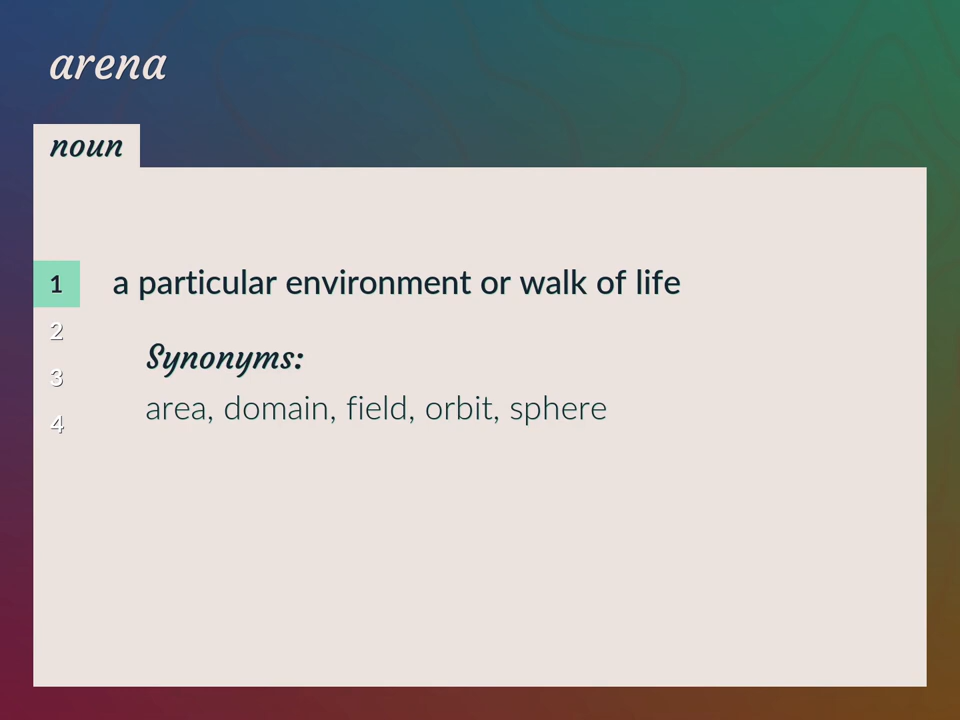 arena
noun
1 a particular environment or walk of life
2
Synonyms:
3
area, domain, field, orbit, sphere
4